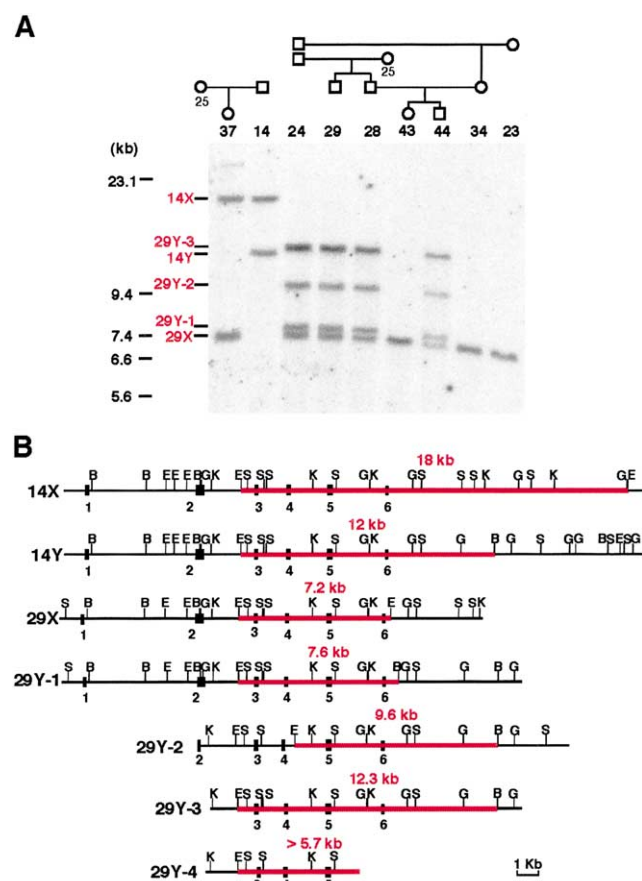 A
25
25
37 14 24 29 28 43 44 34 23
(kb)
23.1
14X
29Y-3
14Y
29Y-2
9.4
29Y-1
7.4
29X
6.6
5.6
B
18 kb
B B E E E B G K E S S S K S G K G S S S K G S K G E
14X
1 2 3 4 5 6
12 kb
B B E E E B G K E S S S K S G K G S G B G S G G B S E S G
14Y
1 2 3 4 5 6
7.2 kb
S B B E E B G K E S S S K S G K E G S S S K
29X
1 2 3 4 5 6
7.6 kb
S B B E E B G K E S S S K S G K B G S G B G
29Y-1
1 2 3 4 5 6
9.6 kb
K E S S E K S G K G S G B G S
29Y-2
2 3 4 5 6
12.3 kb
K E S S K S G K G S G B G
29Y-3
3 4 5 6
> 5.7 kb
K E S S K S
29Y-4
1 Kb